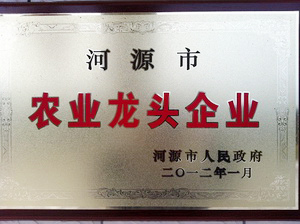 河源市
农业龙头企业
河源市人民政府
二〇一二年一月